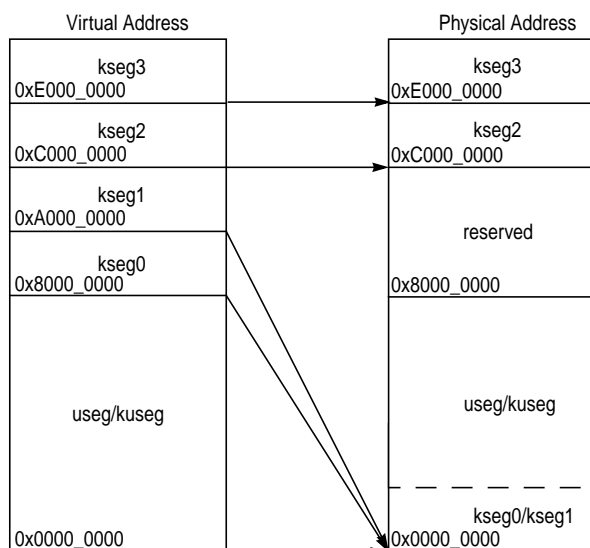 Virtual Address
kseg3
0xE000_0000
kseg2
0xC000_0000
kseg1
0xA000_0000
kseg0
0x8000_0000
useg/kuseg
0x0000_0000
Physical Address
kseg3
0xE000_0000
kseg2
0xC000_0000
reserved
0x8000_0000
useg/kuseg
kseg0/kseg1
0x0000_0000